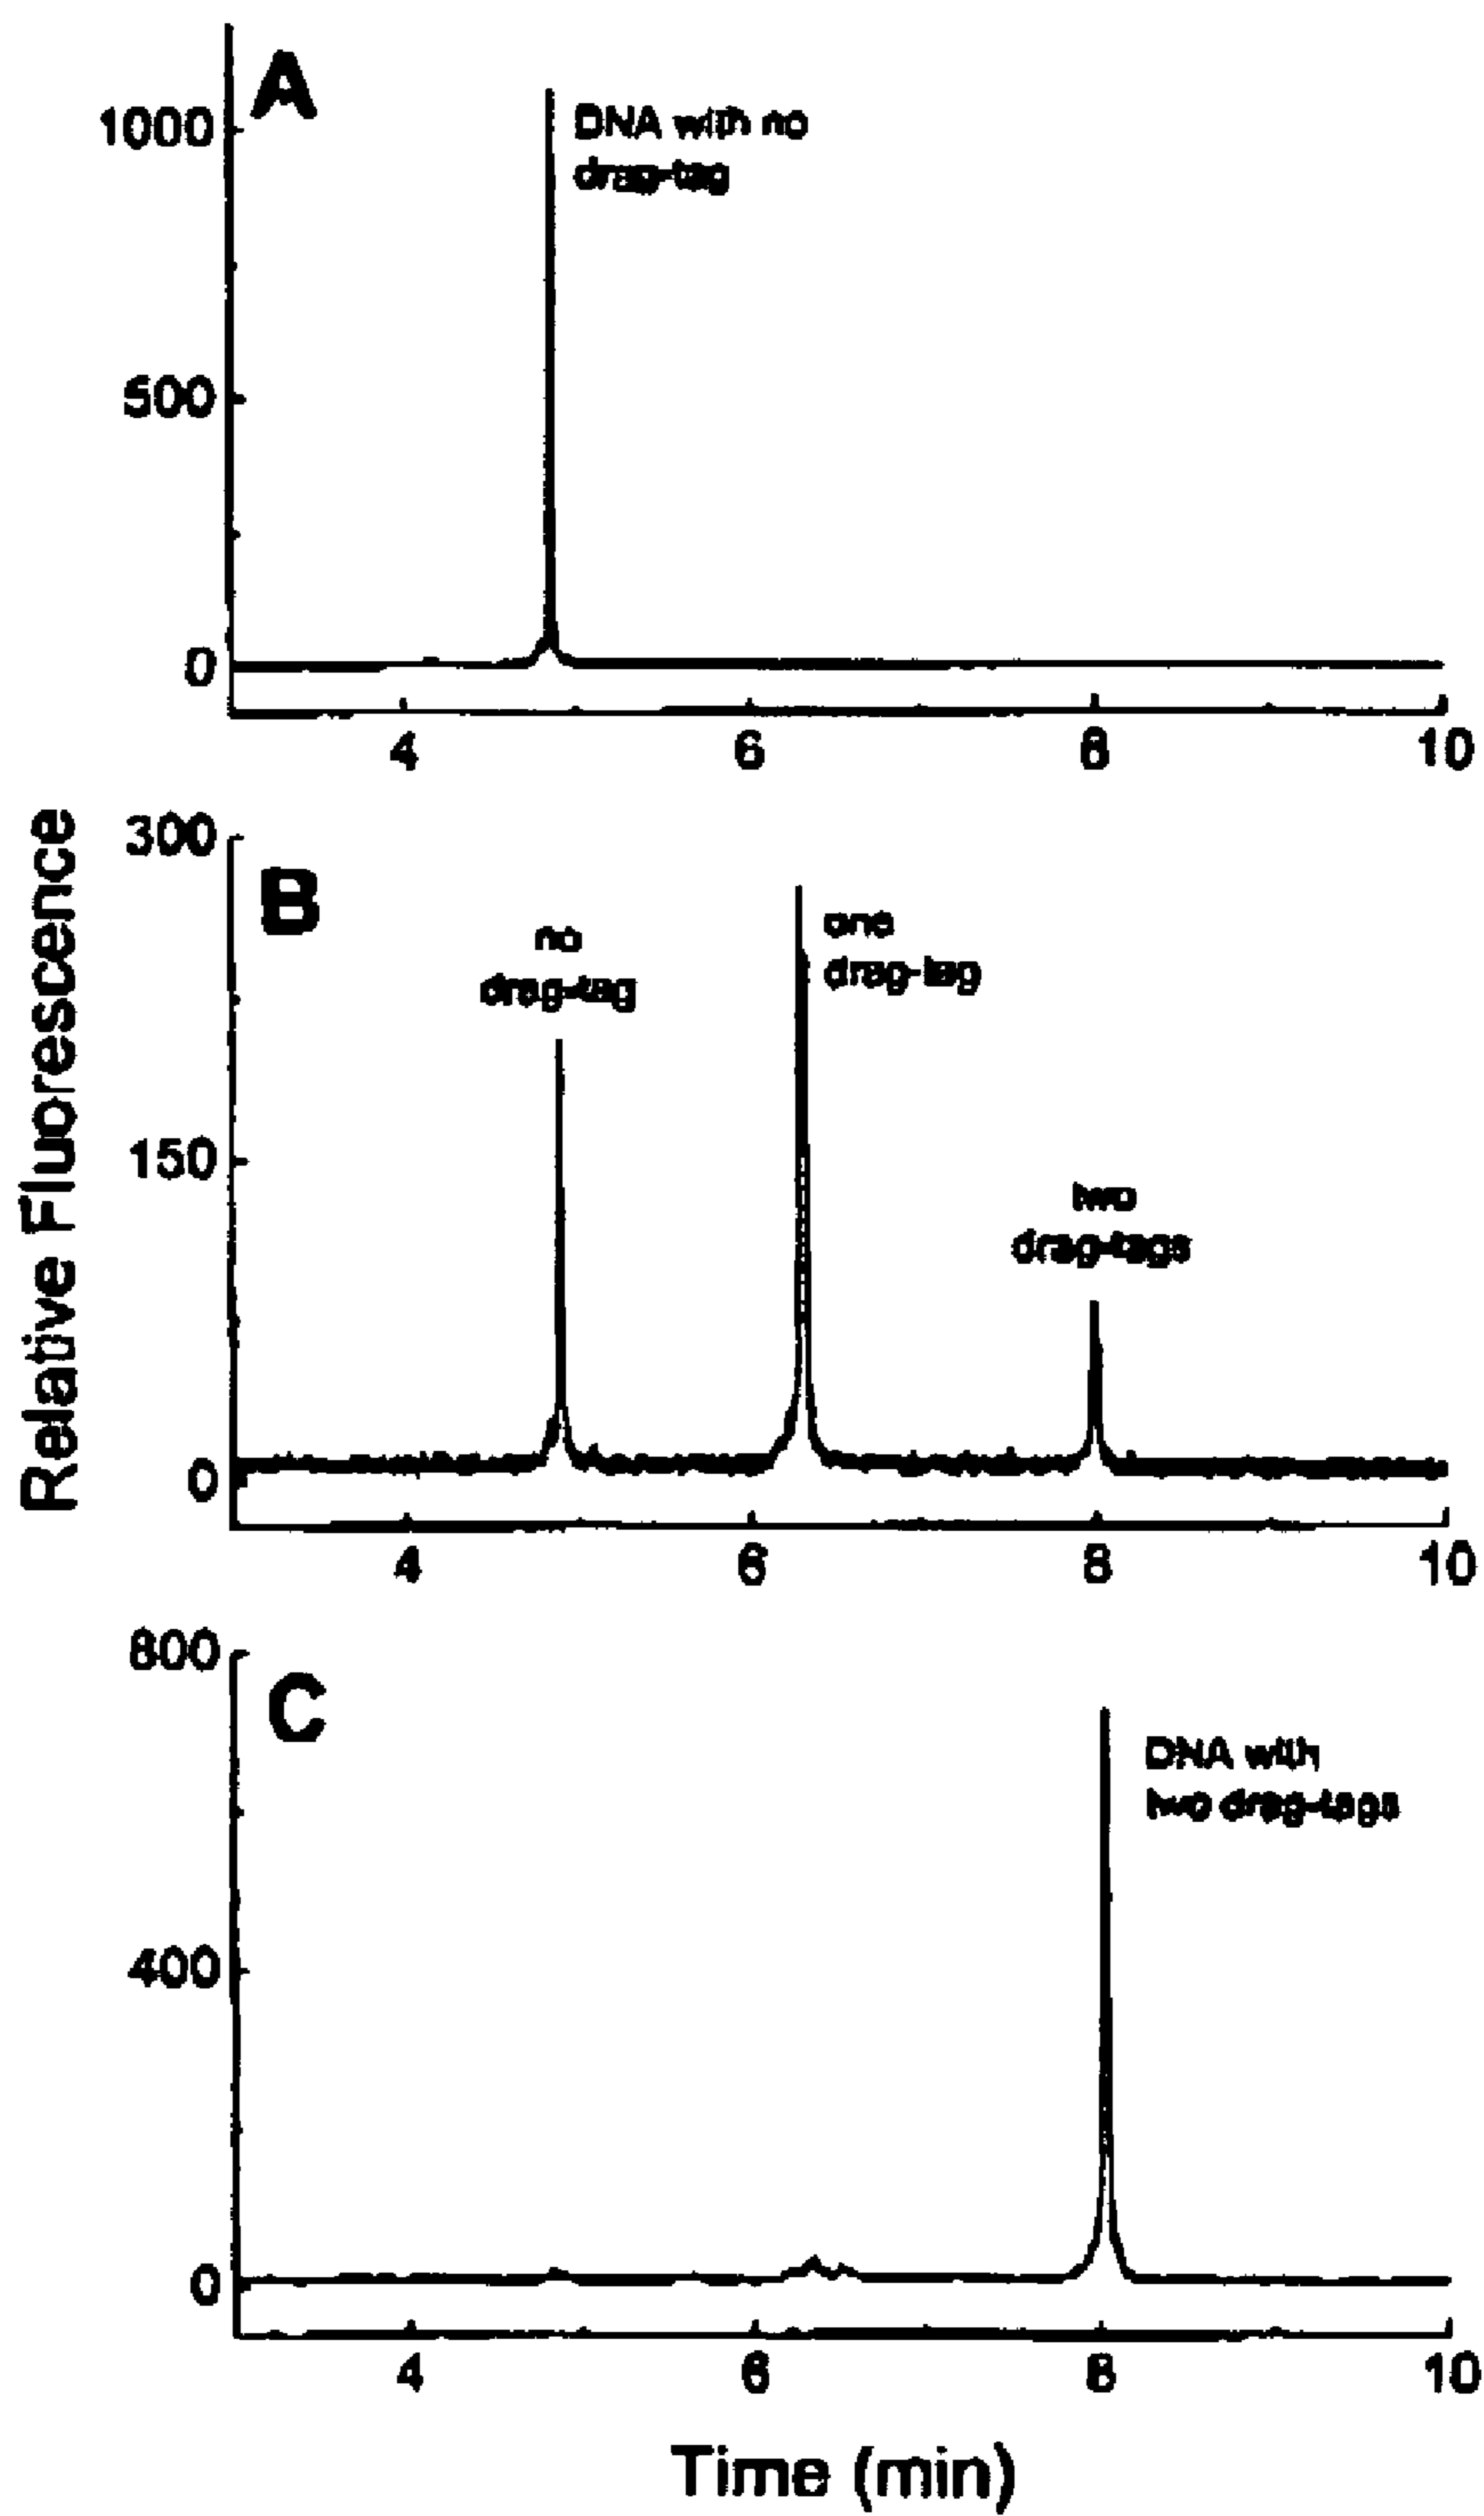 A
DNA with no
drag-tag
1000
500
0
4 6 8 10
Relative Fluorescence
300
B
no
drag-tag
one
drag-tag
150
two
drag-tags
0
4 6 8 10
800
C
DNA with
two drag-tags
400
0
4 6 8 10
Time (min)